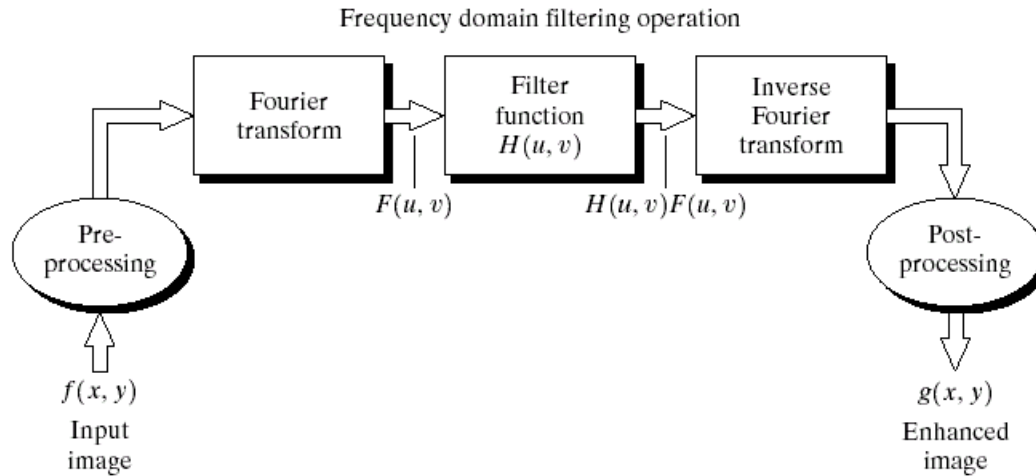 Frequency domain filtering operation
Fourier
transform
Filter
function
H(u, v)
Inverse
Fourier
transform
F(u, v)
H(u, v)F(u, v)
Pre-
processing
Post-
processing
f(x, y)
Input
image
g(x, y)
Enhanced
image